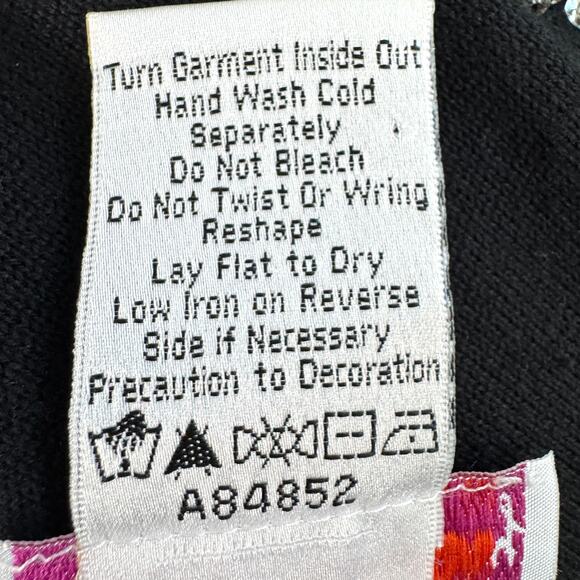 Turn Garment Inside Out
Hand Wash Cold
Separately
Do Not Bleach
Do Not Twist Or Wring
Reshape
Lay Flat to Dry
Low Iron on Reverse
Side if Necessary
Precaution to Decoration
A84852